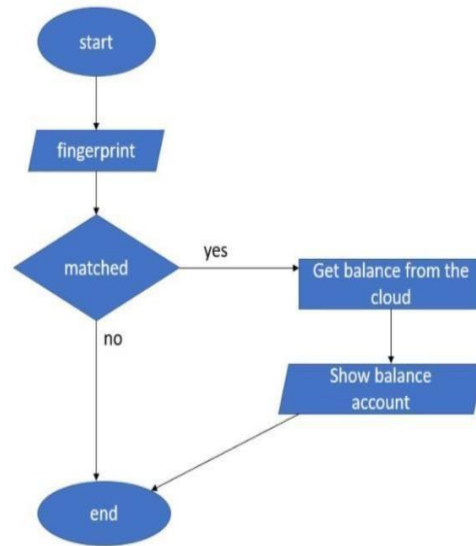 start
fingerprint
matched
yes
Get balance from the
cloud
no
Show balance
account
end